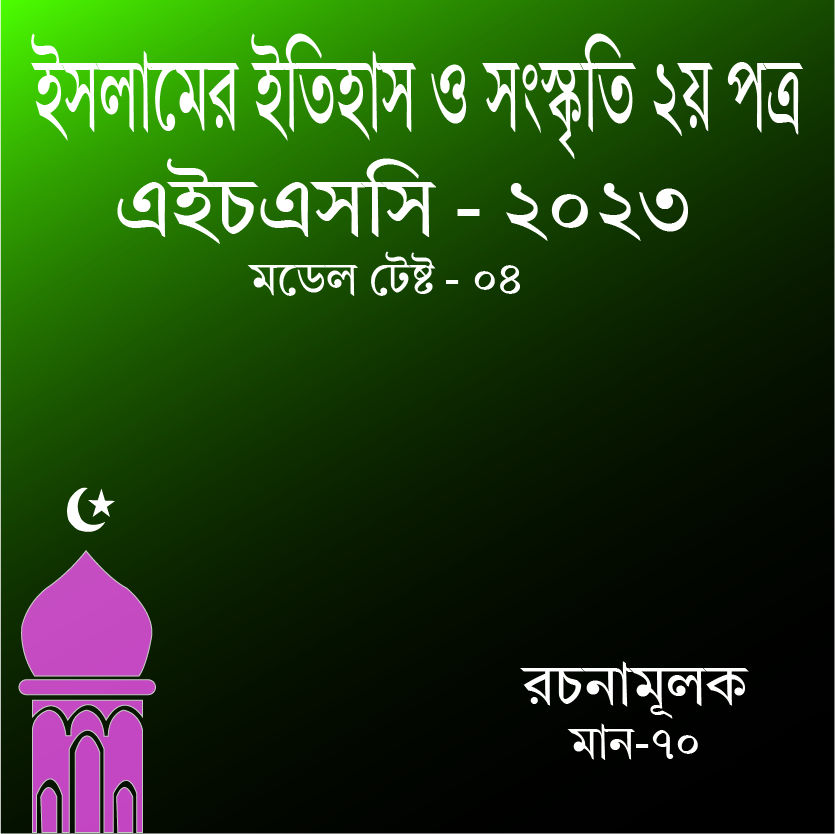 ইসলামের ইতিহাস ও সংস্কৃতি ২য় পত্র
এইচএসসি - ২০২৩
মডেল টেষ্ট - ০৪
রচনামূলক
মান-৭০